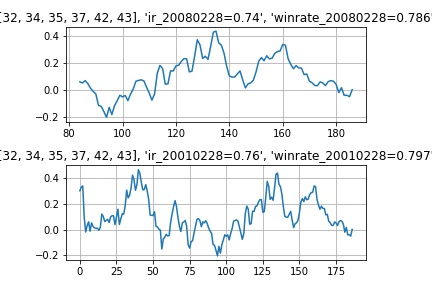 [32, 34, 35, 37, 42, 43], 'ir_20080228=0.74', 'winrate_20080228=0.786'
0.4
0.2
0.0
−0.2
80 100 120 140 160 180
[32, 34, 35, 37, 42, 43], 'ir_20010228=0.76', 'winrate_20010228=0.797'
0.4
0.2
0.0
−0.2
0 25 50 75 100 125 150 175